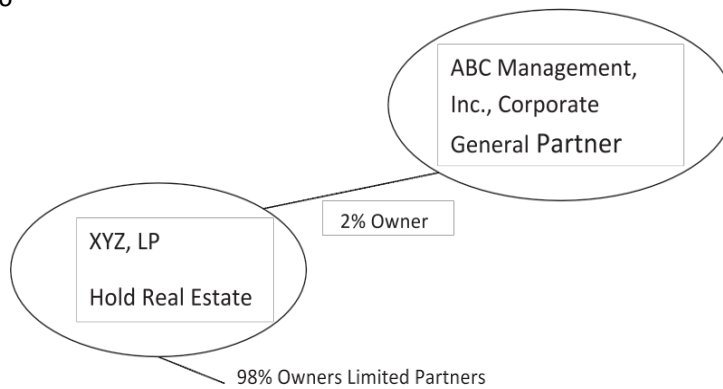 ABC Management,
Inc., Corporate
General Partner
2% Owner
XYZ, LP
Hold Real Estate
98% Owners Limited Partners